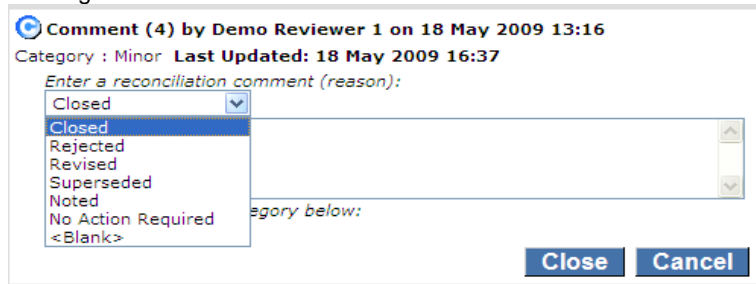 Comment (4) by Demo Reviewer 1 on 18 May 2009 13:16
Category : Minor Last Updated: 18 May 2009 16:37
Enter a reconciliation comment (reason):
Closed
Closed
Rejected
Revised
Superseded
Noted
No Action Required
egory below:
<Blank>
Close Cancel